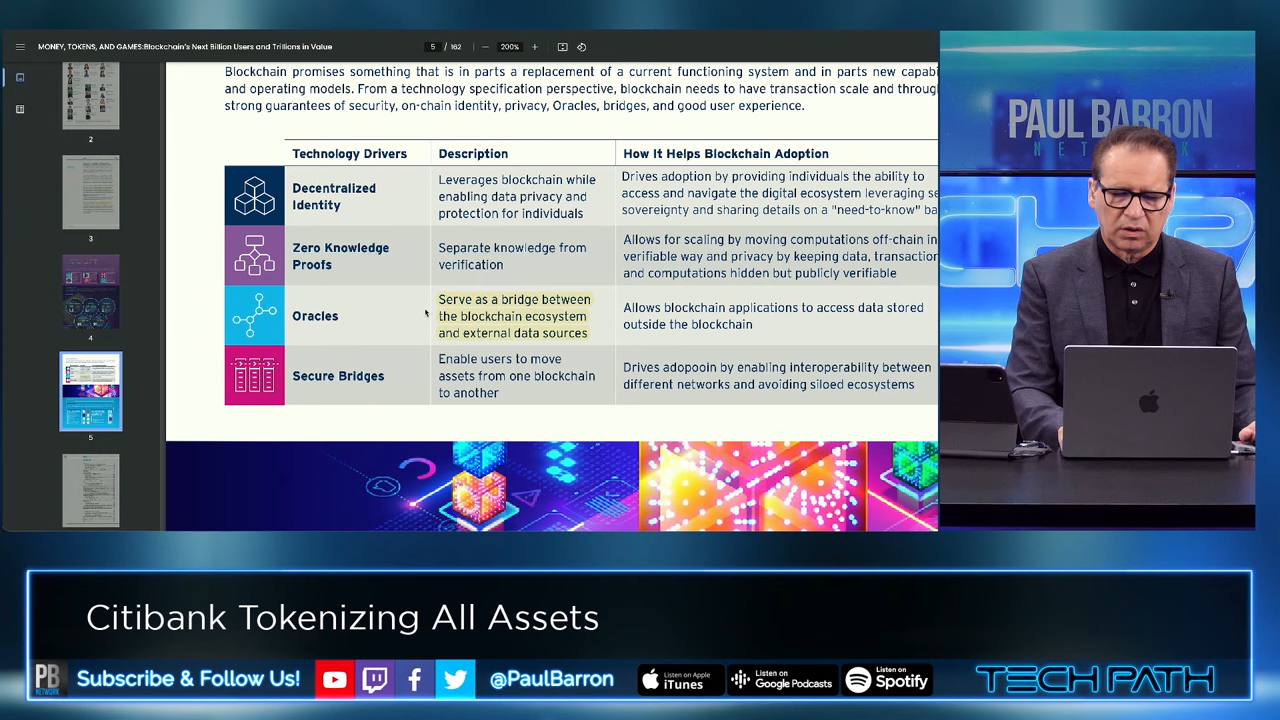 MONEY, TOKENS, AND GAMES:Blockchain's Next Billion Users and Trillions in Value
5 / 162
200%
Blockchain promises something that is in parts a replacement of a current functioning system and in parts new capabi
and operating models. From a technology specification perspective, blockchain needs to have transaction scale and through
strong guarantees of security, on-chain identity, privacy, Oracles, bridges, and good user experience.
Technology Drivers Description How It Helps Blockchain Adoption
Decentralized
Identity
Leverages blockchain while
enabling data privacy and
protection for individuals
Drives adoption by providing individuals the ability to
access and navigate the digital ecosystem leveraging se
sovereignty and sharing details on a "need-to-know" ba
Zero Knowledge
Proofs
Separate knowledge from
verification
Allows for scaling by moving computations off-chain in
verifiable way and privacy by keeping data, transaction
and computations hidden but publicly verifiable
Oracles
Serve as a bridge between
the blockchain ecosystem
and external data sources
Allows blockchain applications to access data stored
outside the blockchain
Secure Bridges
Enable users to move
assets from one blockchain
to another
Drives adopooin by enabling interoperability between
different networks and avoiding siloed ecosystems
2
3
4
5
PAUL BARRON
NETWORK
Citibank Tokenizing All Assets
PB
NETWORK
Subscribe & Follow Us!
@PaulBarron
Listen on Apple
iTunes
Listen on
Google Podcasts
Listen on
Spotify
TECH PATH